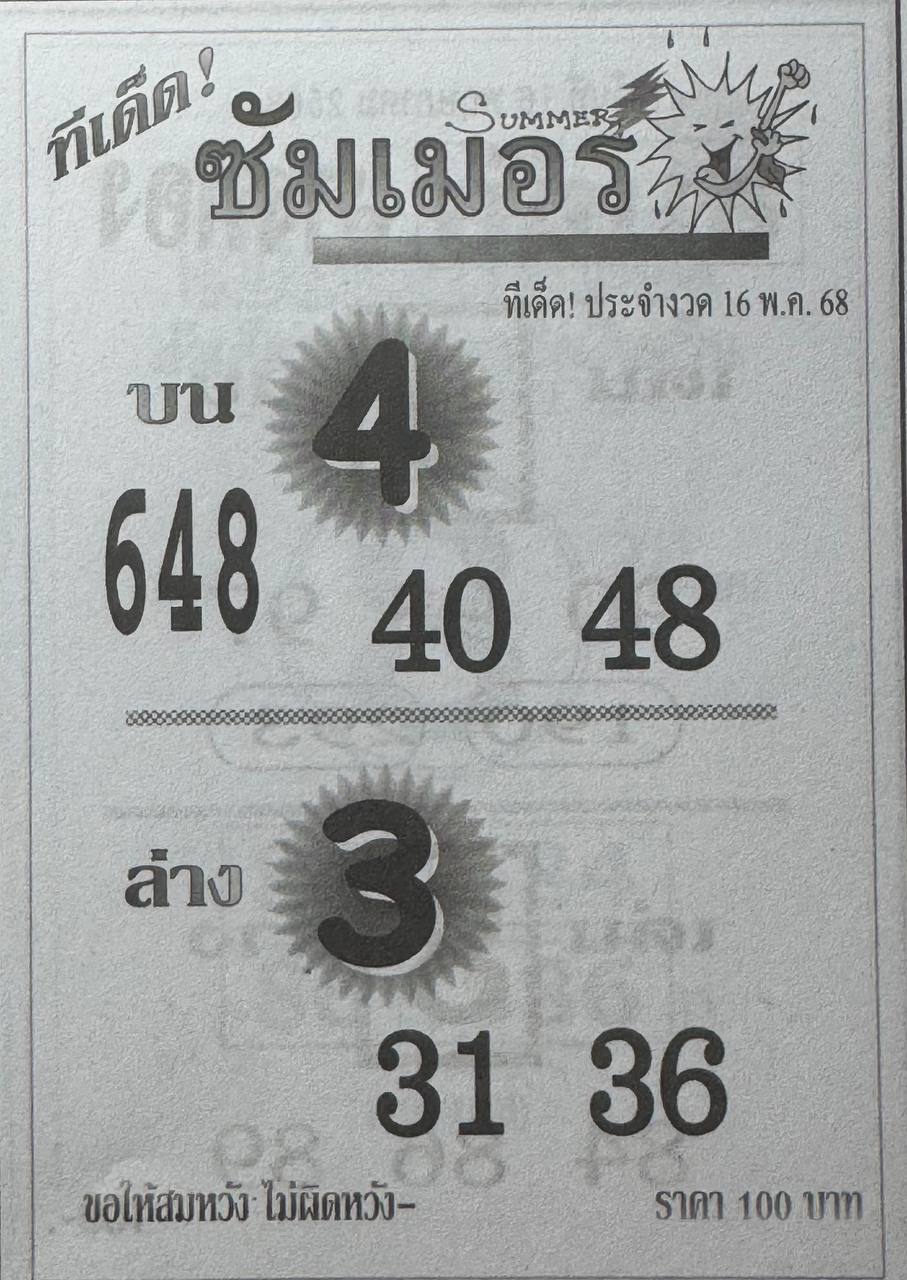 ทีเด็ด!
SUMMER
ซัมเมอร์
ทีเด็ด! ประจำงวด 16 พ.ค. 68
บน 4
648
40 48
ล่าง 3
31 36
ขอให้สมหวัง ไม่ผิดหวัง-
ราคา 100 บาท